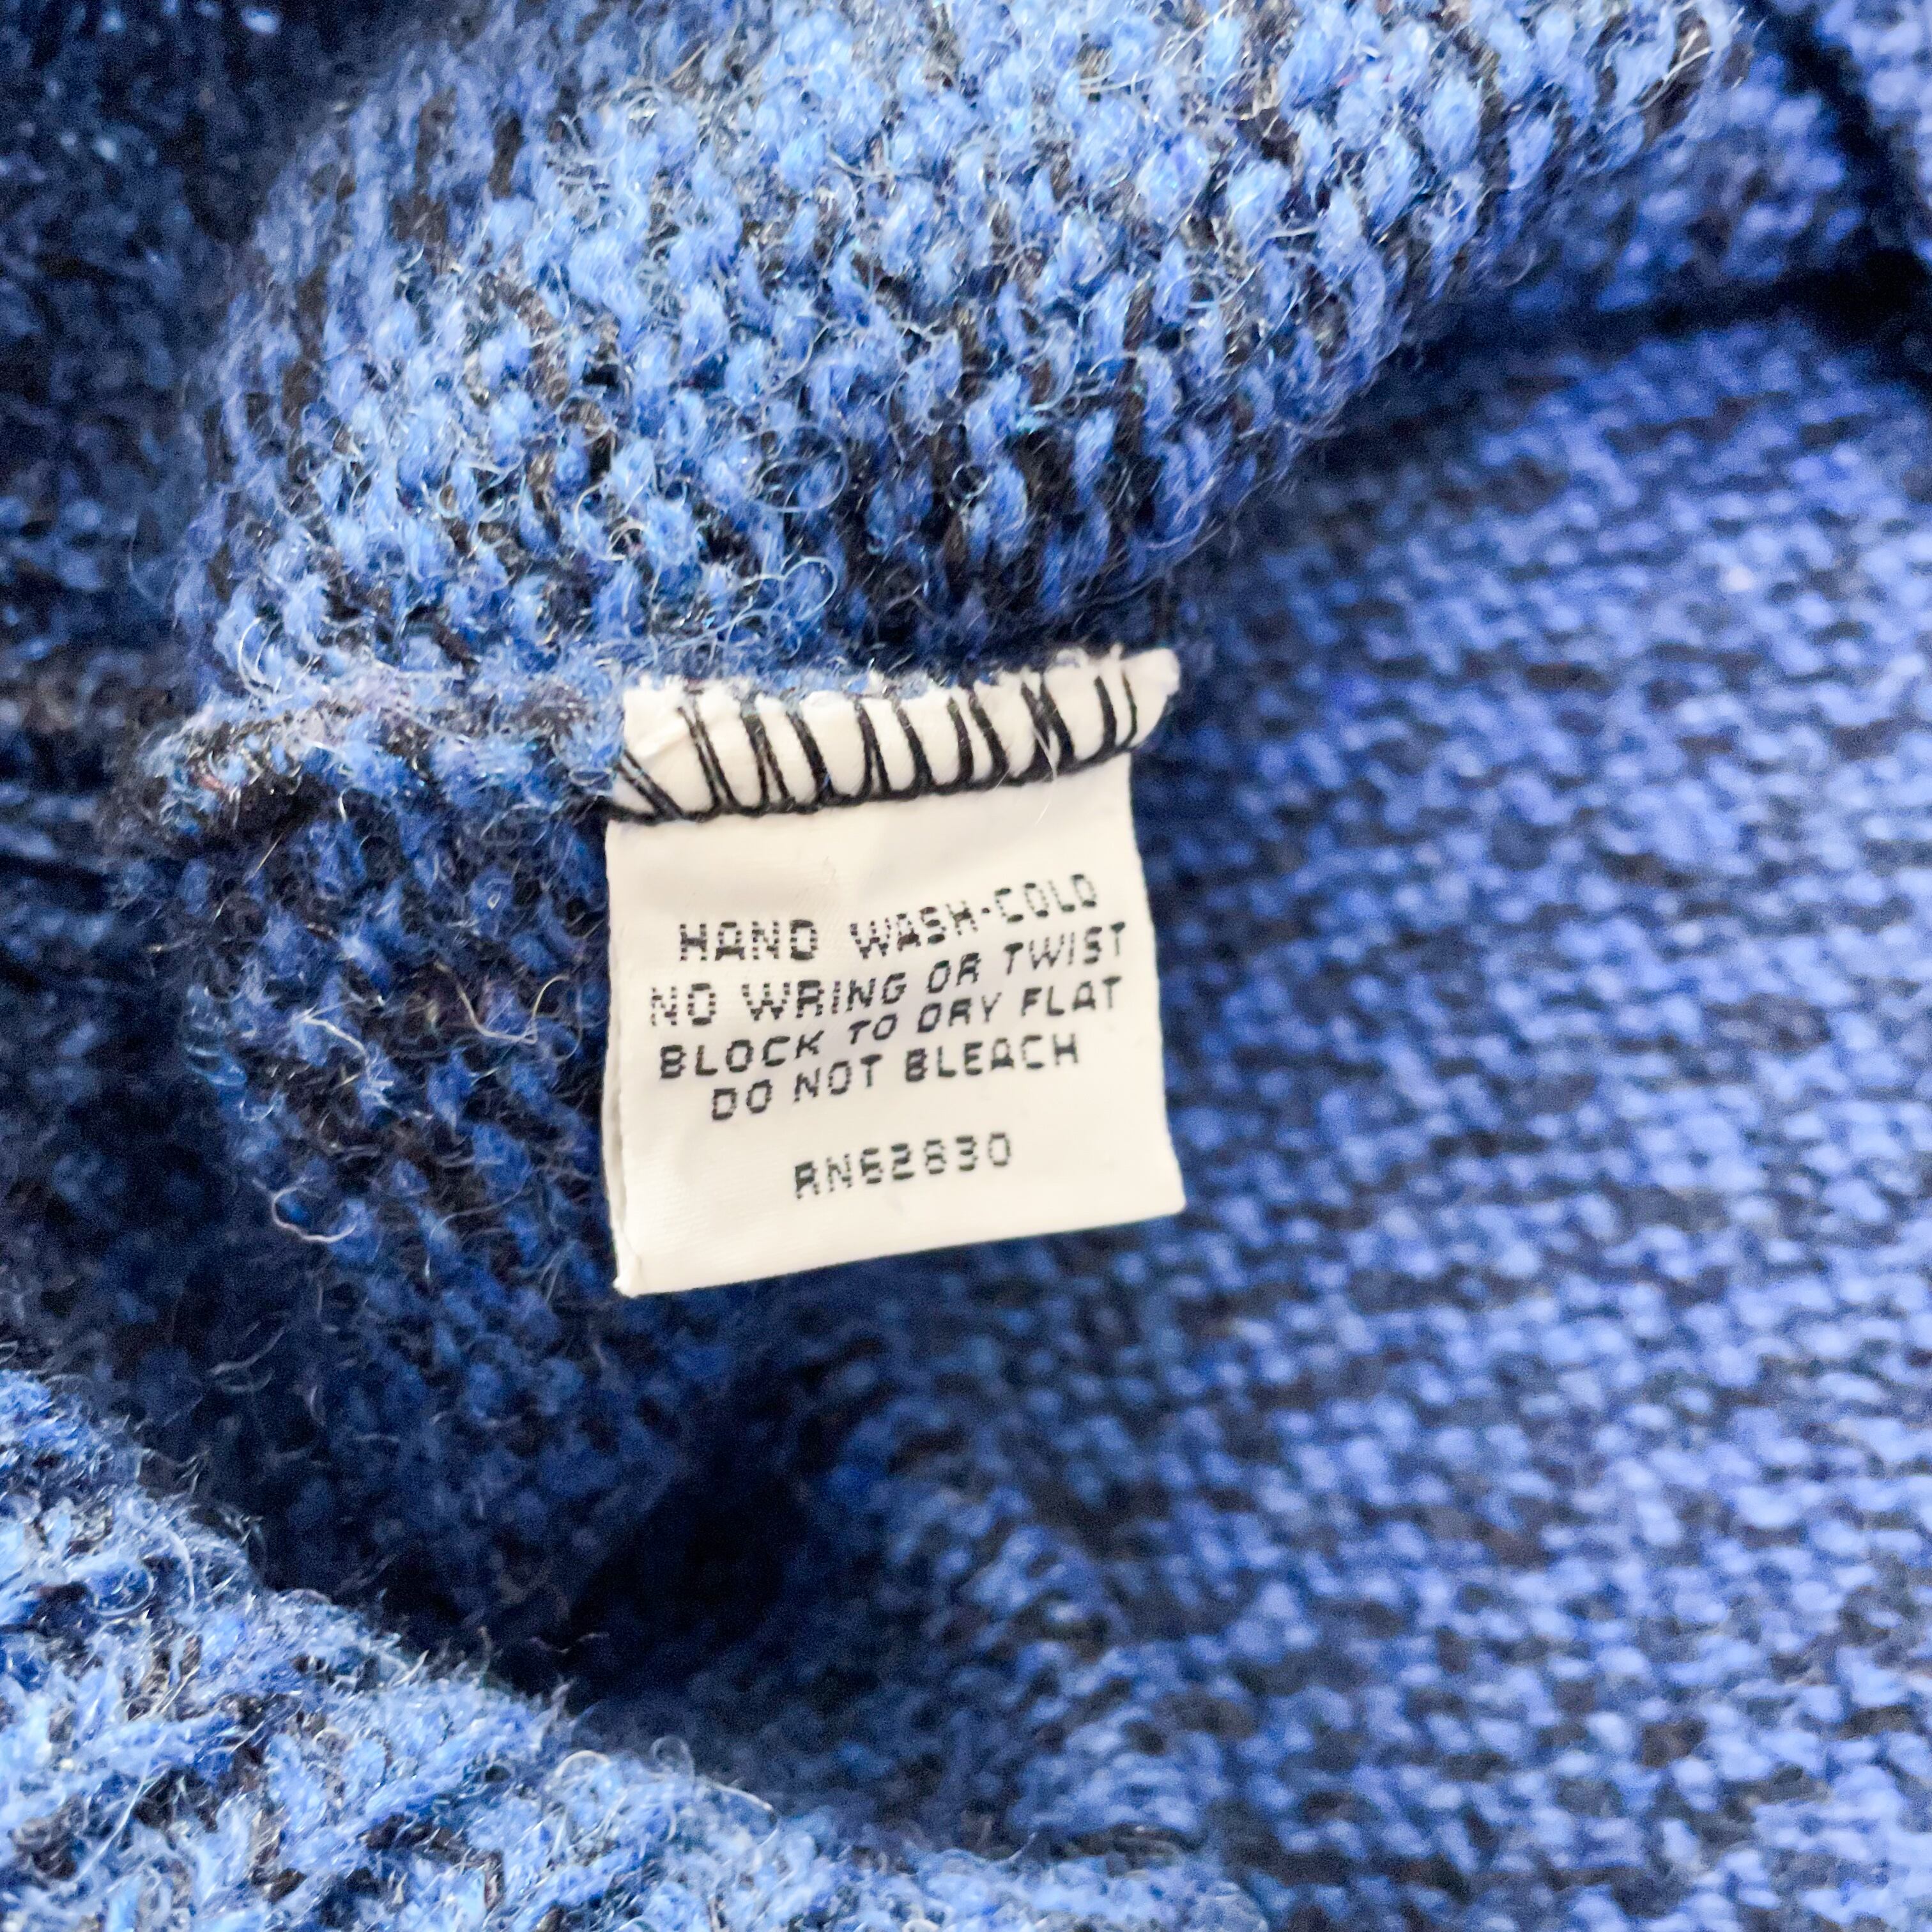 HAND WASH-COLD
NO WRING OR TWIST
BLOCK TO DRY FLAT
DO NOT BLEACH
RN62830